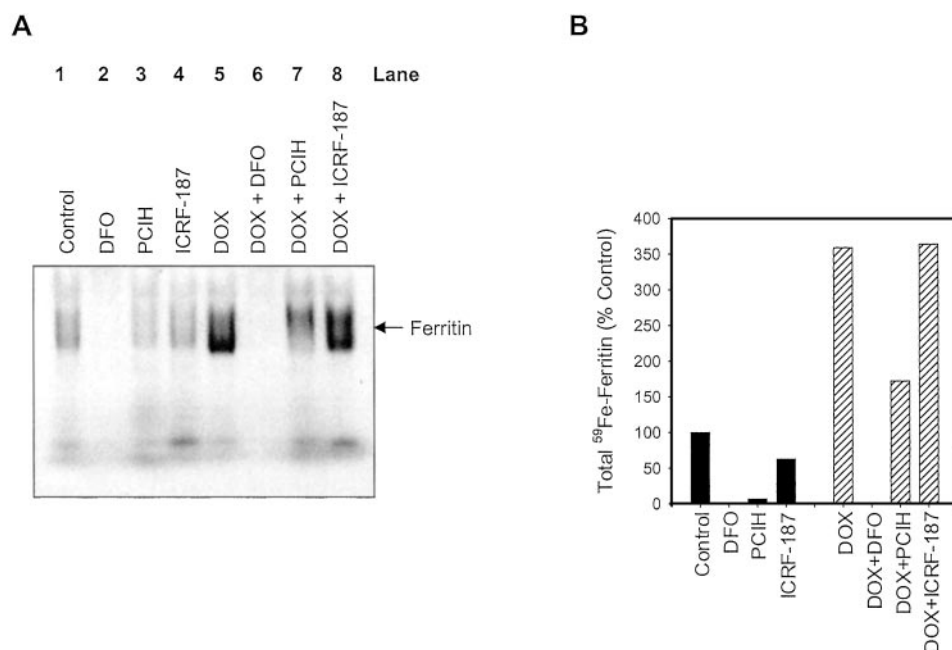 A
1 2 3 4 5 6 7 8 Lane
Control
DFO
PCIH
ICRF-187
DOX
DOX + DFO
DOX + PCIH
DOX + ICRF-187
Ferritin
B
Total ⁵⁹Fe-Ferritin (% Control)
400
350
300
250
200
150
100
50
0
Control
DFO
PCIH
ICRF-187
DOX
DOX+DFO
DOX+PCIH
DOX+ICRF-187